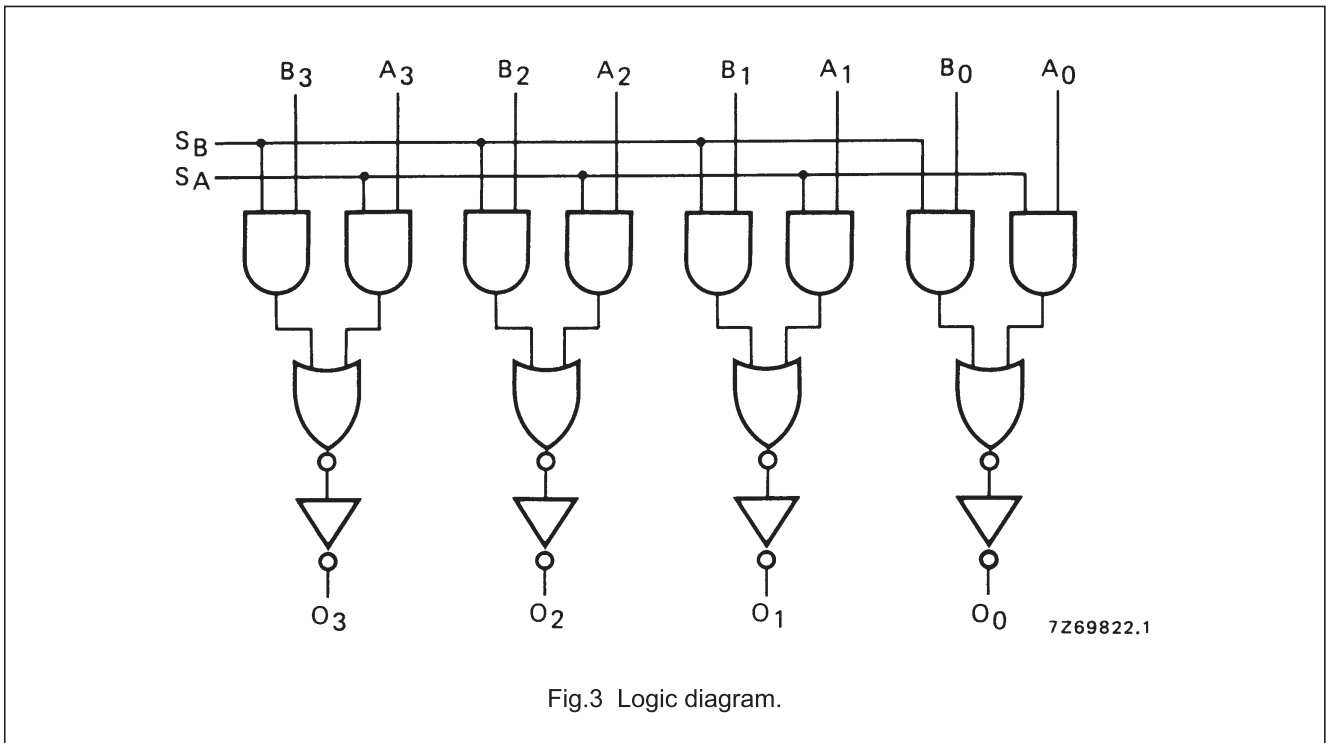 B3 A3 B2 A2 B1 A1 B0 A0
SB
SA
O3 O2 O1 O0
7Z69822.1
Fig.3 Logic diagram.